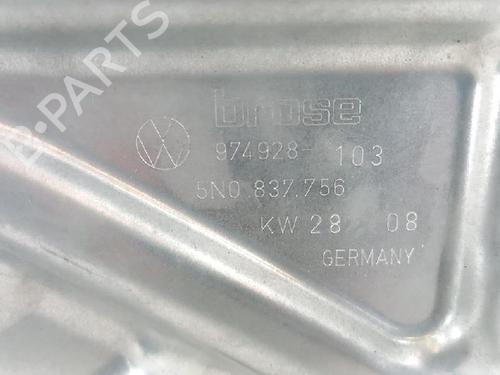 B-PARTS
brose
974928- 103
5N0.837.756
KW 28 08
GERMANY